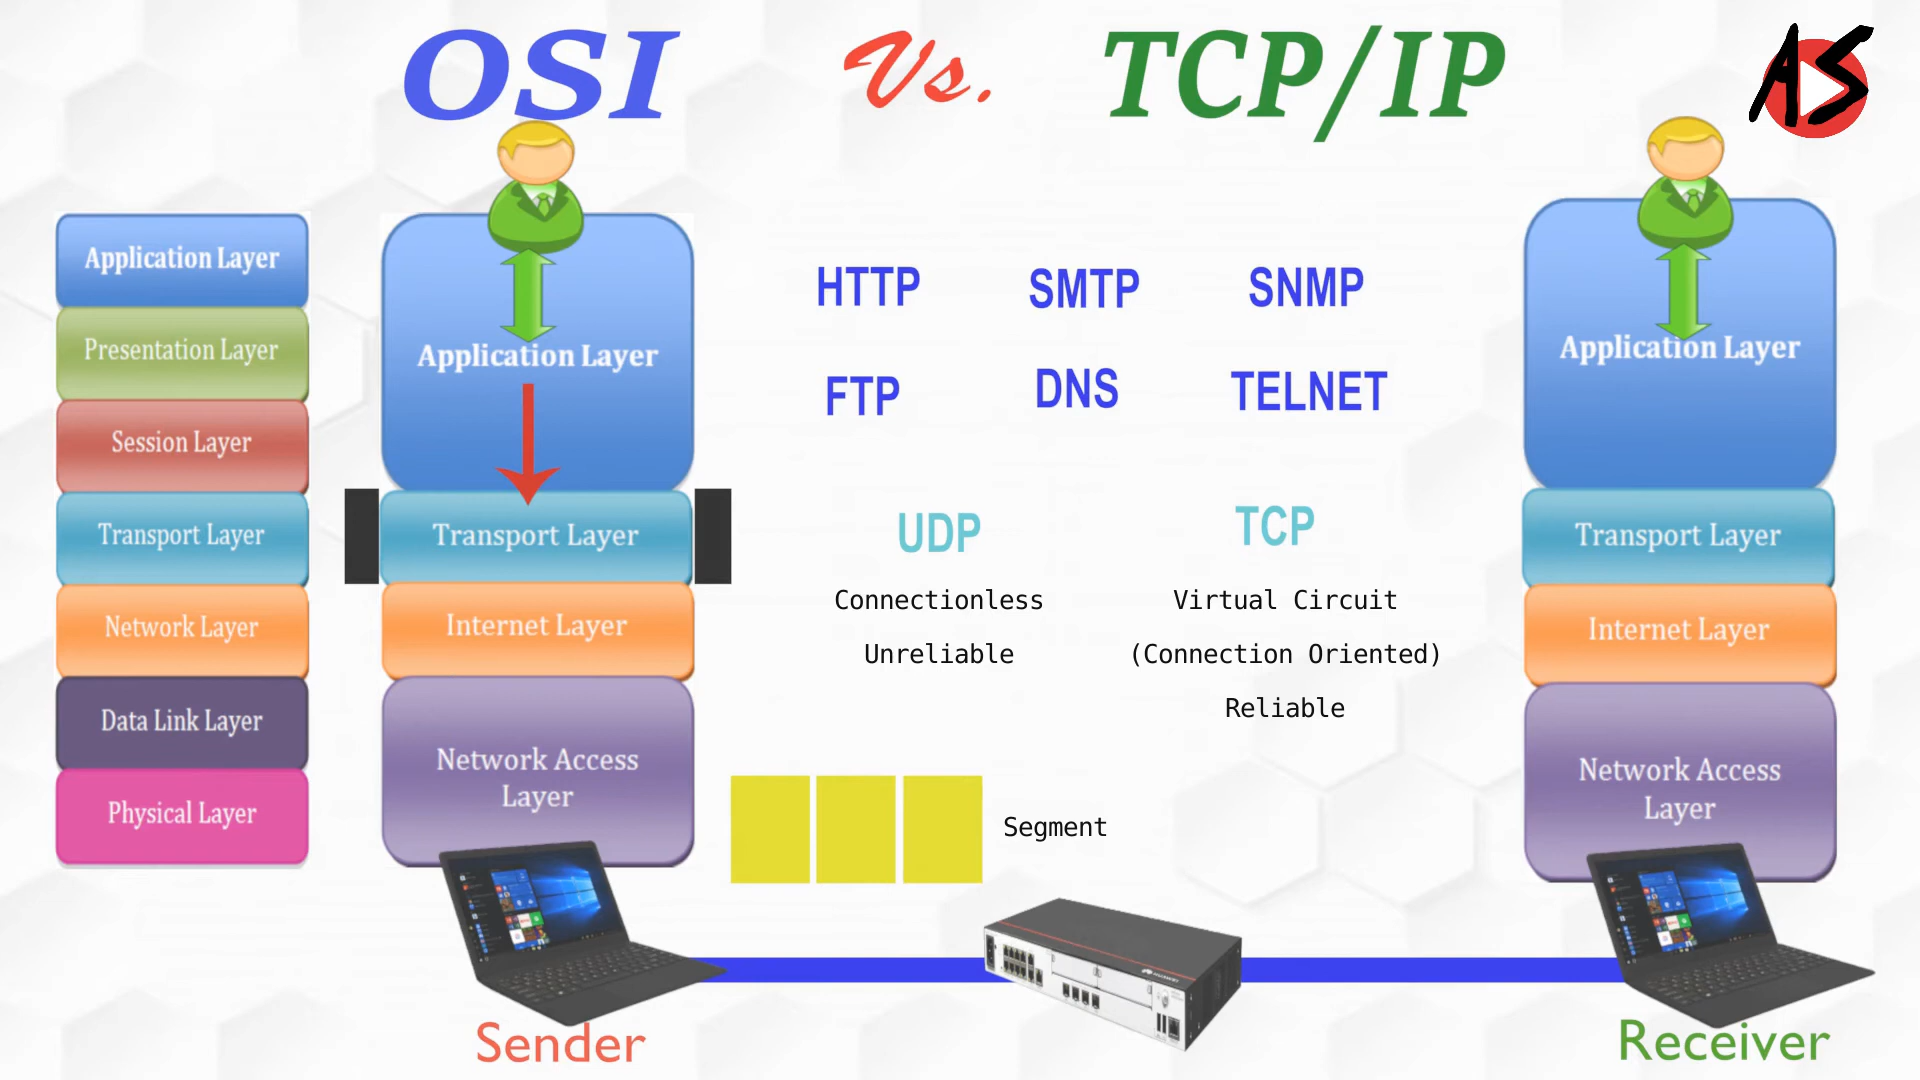 OSI Vs. TCP/IP
AS
Application Layer
Presentation Layer
Session Layer
Transport Layer
Network Layer
Data Link Layer
Physical Layer
Application Layer
Transport Layer
Internet Layer
Network Access
Layer
HTTP SMTP SNMP
FTP DNS TELNET
UDP
Connectionless
Unreliable
TCP
Virtual Circuit
(Connection Oriented)
Reliable
Segment
Application Layer
Transport Layer
Internet Layer
Network Access
Layer
Sender
Receiver